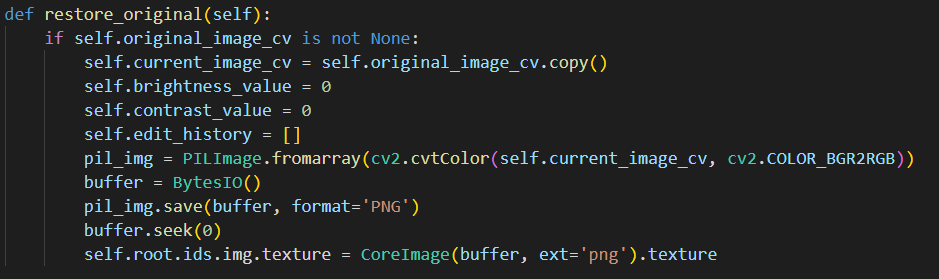 def restore_original(self):
    if self.original_image_cv is not None:
        self.current_image_cv = self.original_image_cv.copy()
        self.brightness_value = 0
        self.contrast_value = 0
        self.edit_history = []
        pil_img = PILImage.fromarray(cv2.cvtColor(self.current_image_cv, cv2.COLOR_BGR2RGB))
        buffer = BytesIO()
        pil_img.save(buffer, format='PNG')
        buffer.seek(0)
        self.root.ids.img.texture = CoreImage(buffer, ext='png').texture